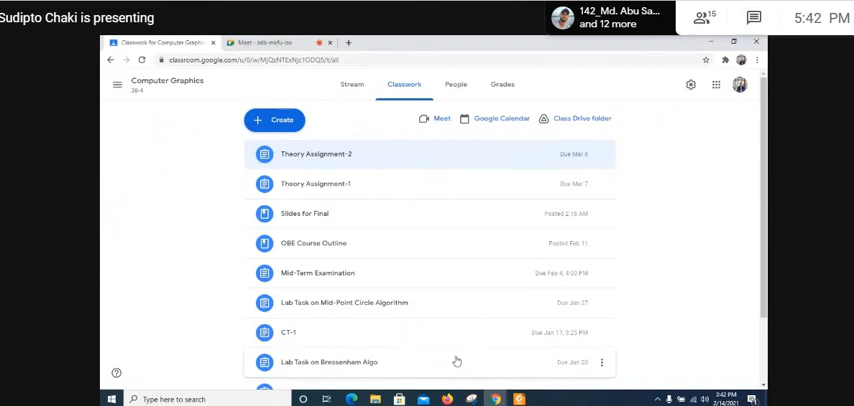 Sudipto Chaki is presenting
142_Md. Abu Sa...
and 12 more
15
5:42 PM
Classwork for Computer Graphic
Meet - zdb-mkfu-izo
classroom.google.com/u/0/w/MjQzNTExNjc1ODQ5/t/all
Computer Graphics
38-4
Stream
Classwork
People
Grades
Create
Meet
Google Calendar
Class Drive folder
Theory Assignment-2
Due Mar 8
Theory Assignment-1
Due Mar 7
Slides for Final
Posted 2:18 AM
OBE Course Outline
Posted Feb 11
Mid-Term Examination
Due Feb 4, 4:00 PM
Lab Task on Mid-Point Circle Algorithm
Due Jan 27
CT-1
Due Jan 17, 3:25 PM
Lab Task on Bressenham Algo
Due Jan 20
Type here to search
3:42 PM
2/14/2021